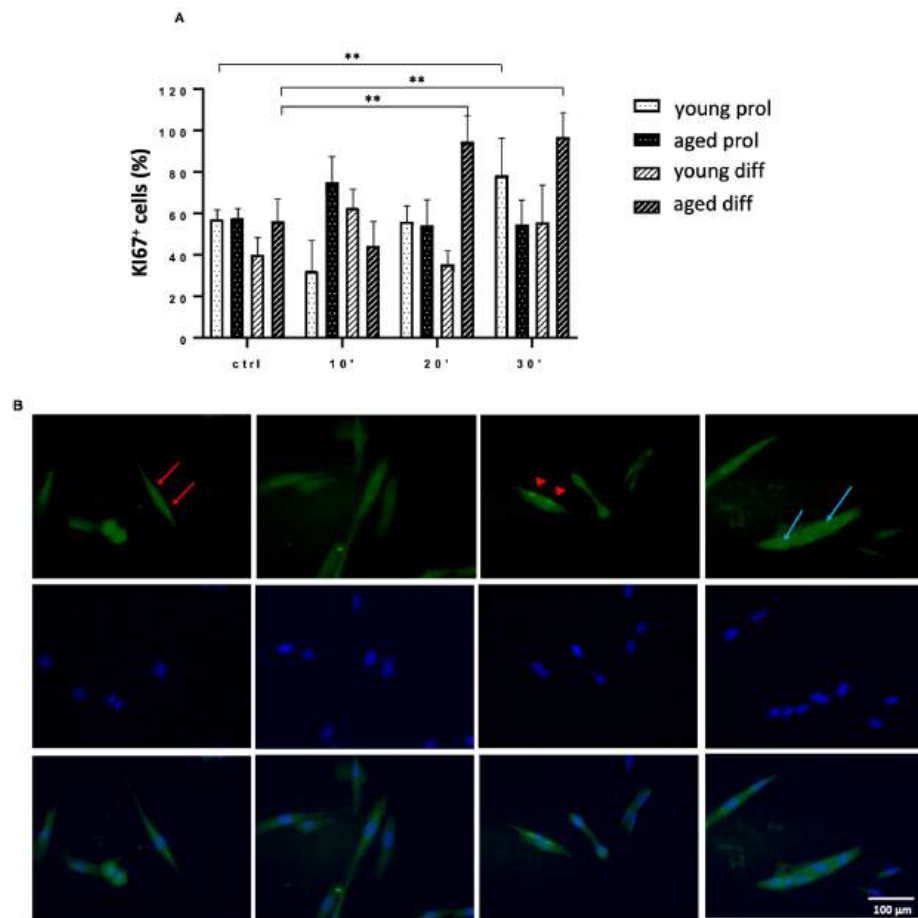 A
**
**
**
120
100
80
60
40
20
0
KI67⁺ cells (%)
ctrl 10' 20' 30'
young prol
aged prol
young diff
aged diff
B
100 µm